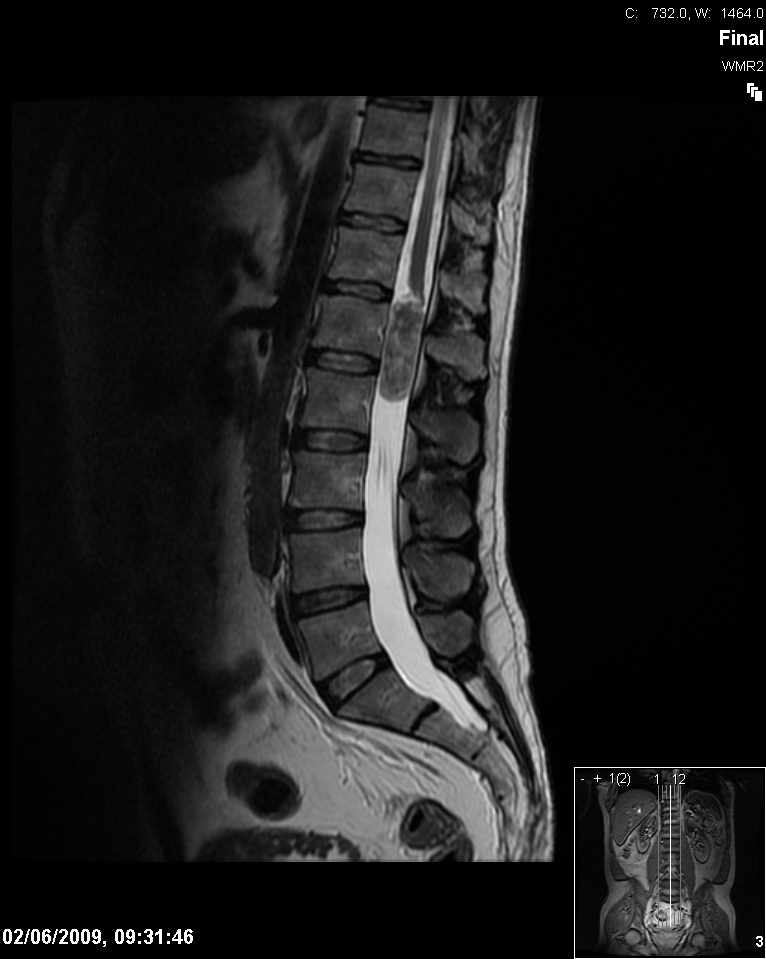 C: 732.0, W: 1464.0
Final
WMR2
- + 1(2) 1 12
3
02/06/2009, 09:31:46